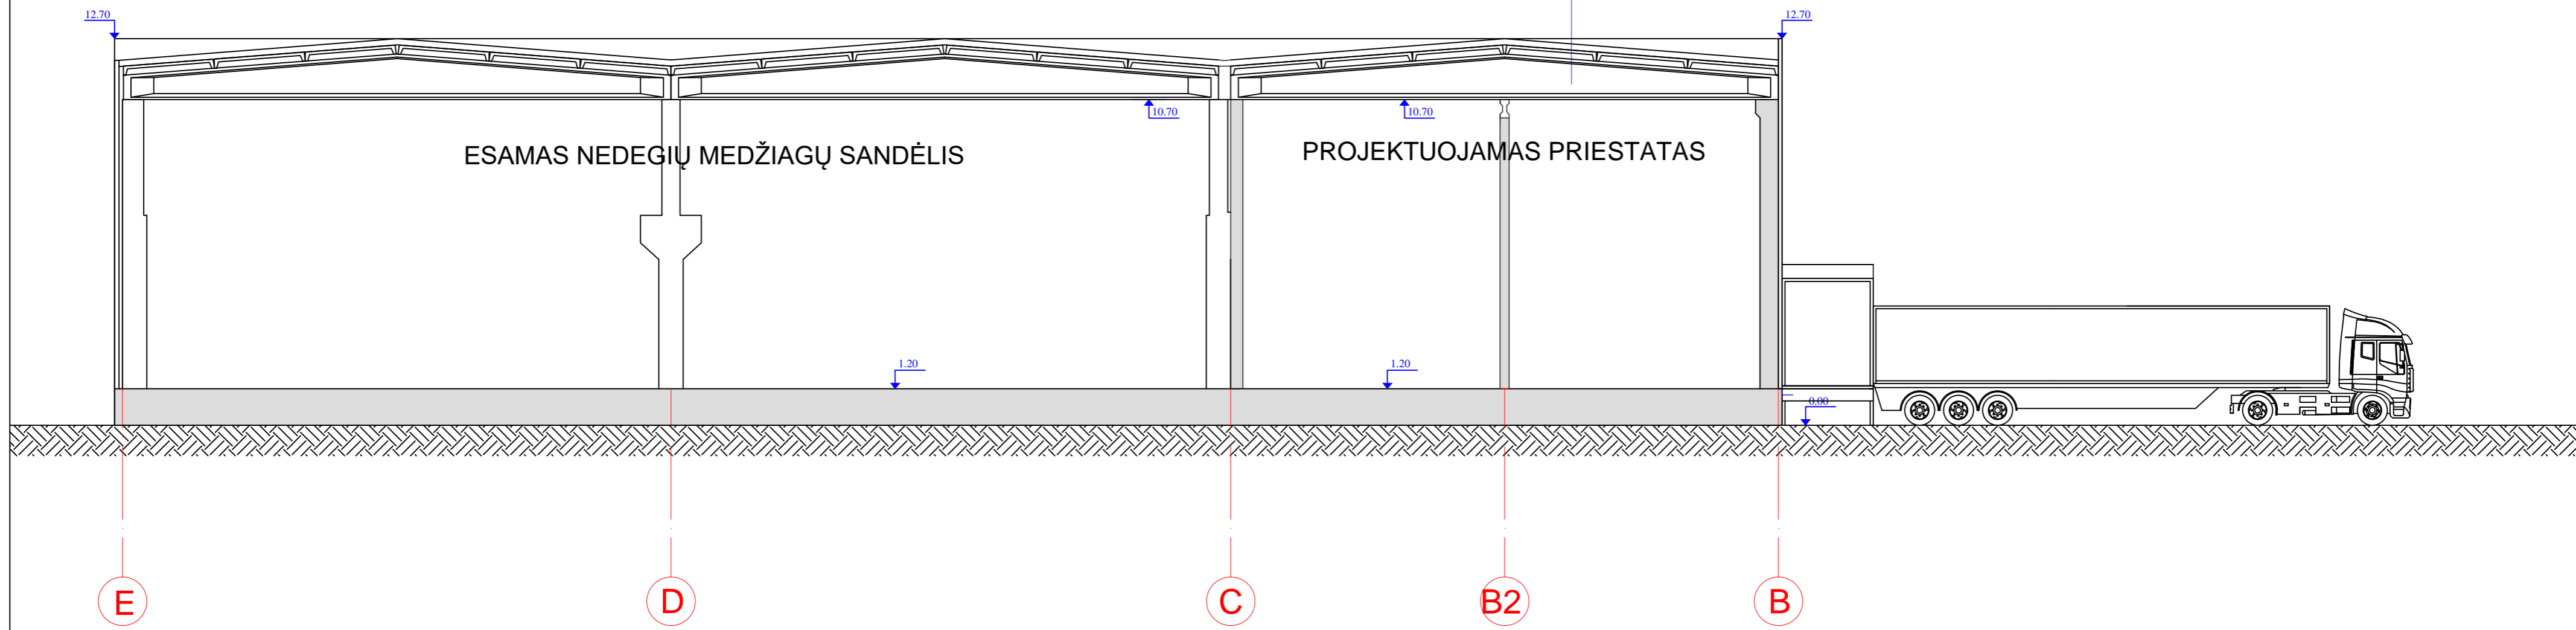 12.70
12.70
10.70
10.70
ESAMAS NEDEGIŲ MEDŽIAGŲ SANDĖLIS
PROJEKTUOJAMAS PRIESTATAS
1.20
1.20
0.00
E
D
C
B2
B